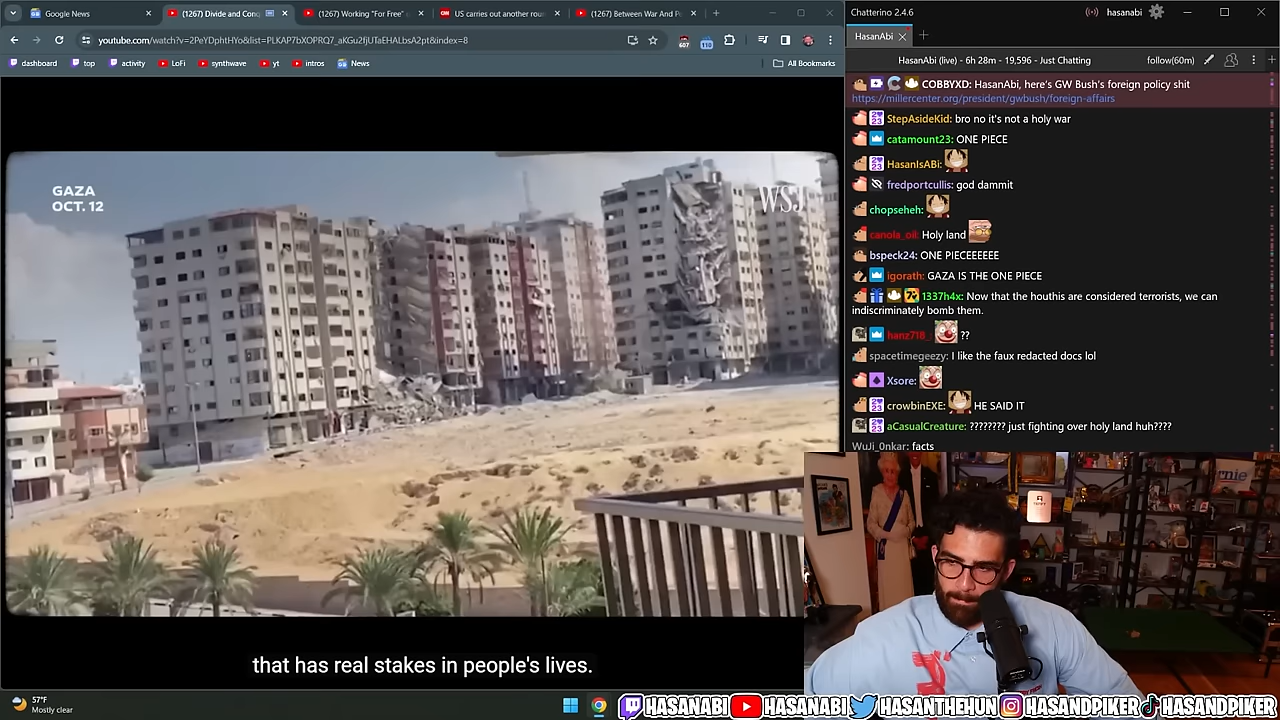 Google News
(1267) Divide and Conq
(1267) Working "For Free"
US carries out another roun
(1267) Between War And P
youtube.com/watch?v=2PeYDphtHYo&list=PLKAP7bXOPRQ7_aKGu2fjUTaEHALbsA2pt&index=8
607
110
dashboard
top
activity
LoFi
synthwave
yt
intros
News
All Bookmarks
GAZA
OCT. 12
WSJ
that has real stakes in people's lives.
57°F
Mostly clear
Chatterino 2.4.6
hasanabi
HasanAbi
HasanAbi (live) - 6h 28m - 19,596 - Just Chatting
follow(60m)
COBBYXD: HasanAbi, here's GW Bush's foreign policy shit
https://millercenter.org/president/gwbush/foreign-affairs
StepAsideKid: bro no it's not a holy war
catamount23: ONE PIECE
HasanIsABi:
fredportcullis: god dammit
chopseheh:
canola_oil: Holy land
bspeck24: ONE PIECEEEEEE
igorath: GAZA IS THE ONE PIECE
1337h4x: Now that the houthis are considered terrorists, we can
indiscriminately bomb them.
hanz718_: ??
spacetimegeezy: I like the faux redacted docs lol
Xsore:
crowbinEXE: HE SAID IT
aCasualCreature: ???????? just fighting over holy land huh????
WuJi_0nkar: facts
HASANABI
HASANABI
HASANTHEHUN
HASANDPIKER
HASANDPIKER